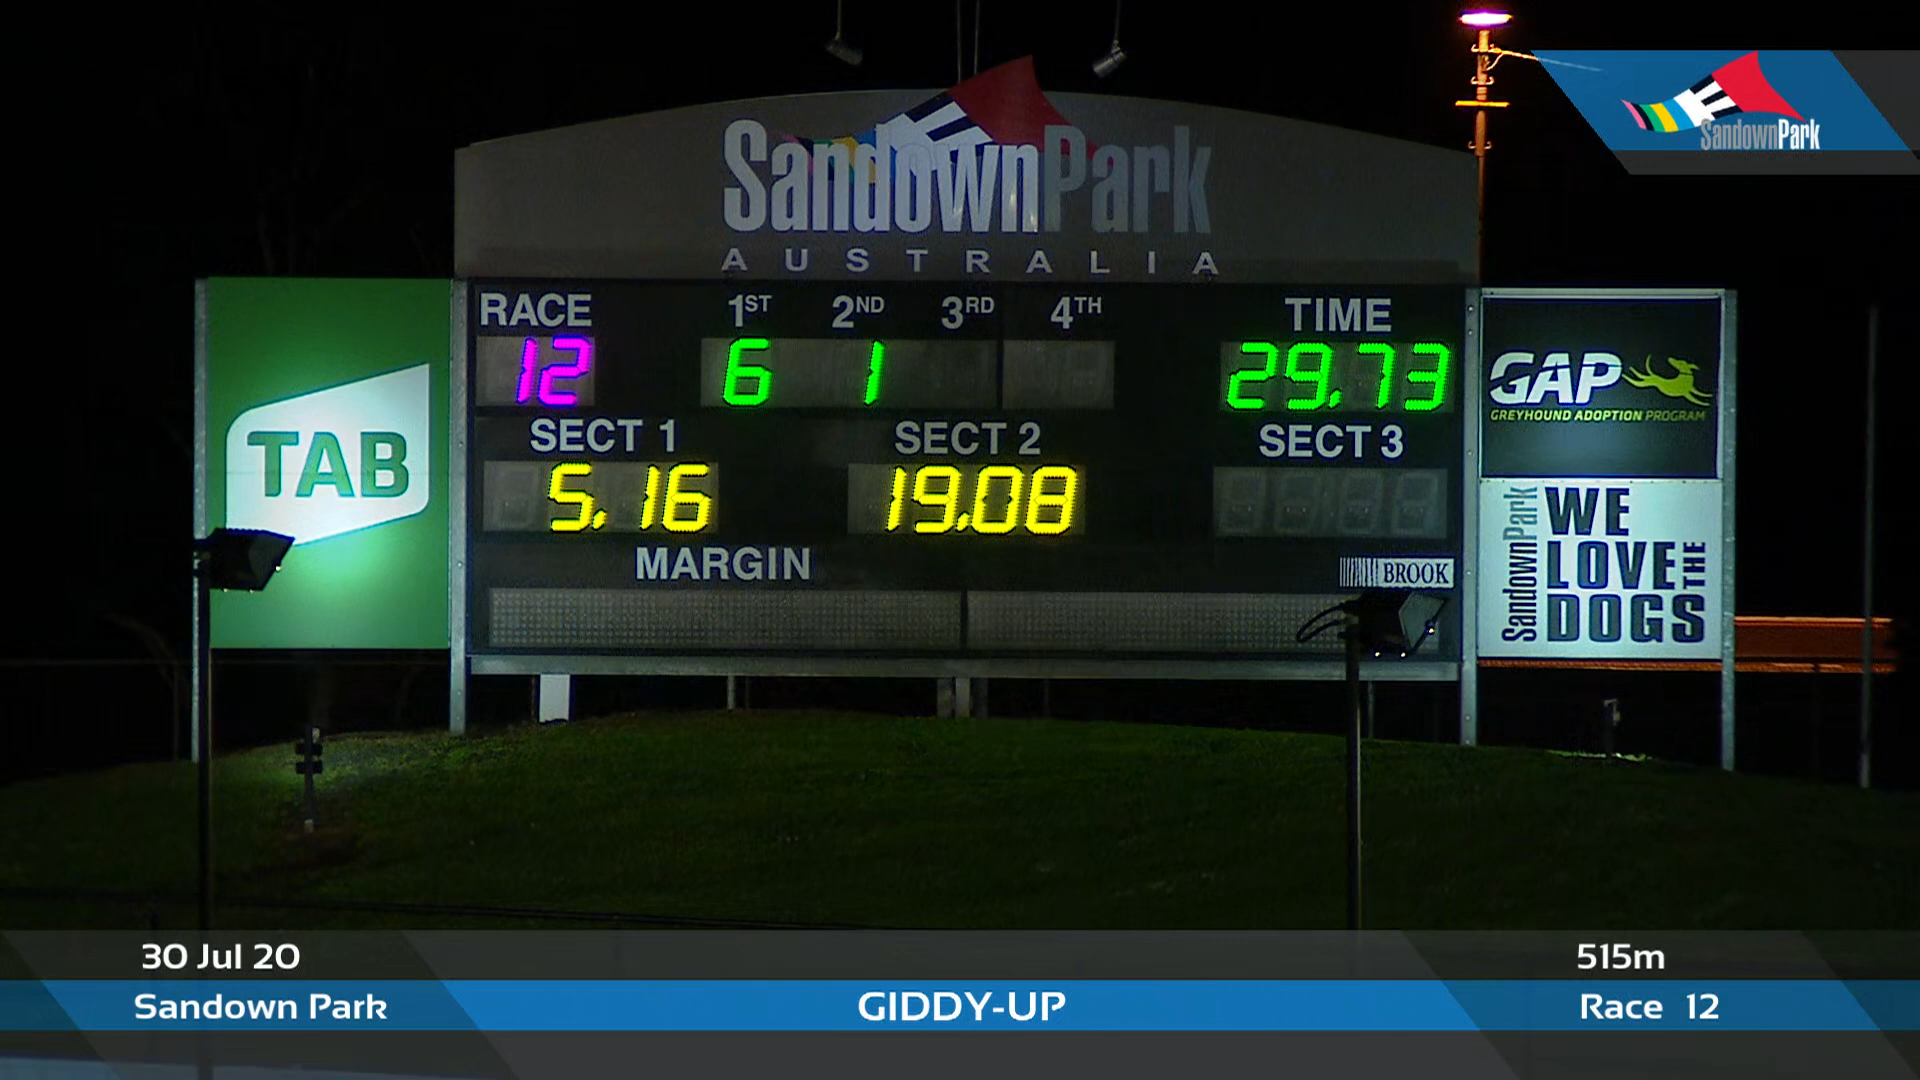 SandownPark
SandownPark
AUSTRALIA
RACE 1ST 2ND 3RD 4TH TIME
12 6 1 29.73
SECT 1 SECT 2 SECT 3
5.16 19.08
MARGIN
BROOK
TAB
GAP
GREYHOUND ADOPTION PROGRAM
SandownPark
WE
LOVE THE
DOGS
30 Jul 20 515m
Sandown Park GIDDY-UP Race 12